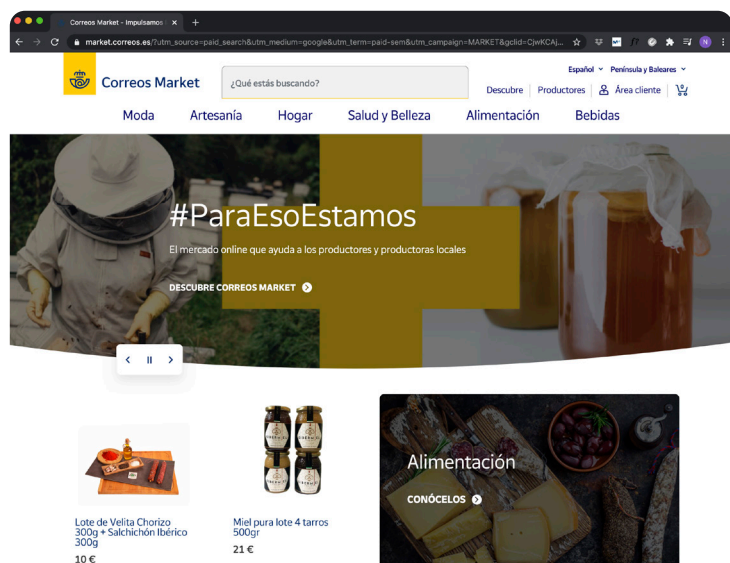 Correos Market - Impulsamos
market.correos.es/?utm_source=paid_search&utm_medium=google&utm_term=paid-sem&utm_campaign=MARKET&gclid=CjwKCAj...
N
Español
Península y Baleares
Correos Market
¿Qué estás buscando?
Descubre
Productores
Área cliente
0
Moda
Artesanía
Hogar
Salud y Belleza
Alimentación
Bebidas
#ParaEsoEstamos
El mercado online que ayuda a los productores y productoras locales
DESCUBRE CORREOS MARKET
Alimentación
CONÓCELOS
Lote de Velita Chorizo
300g + Salchichón Ibérico
300g
10 €
Miel pura lote 4 tarros
500gr
21 €